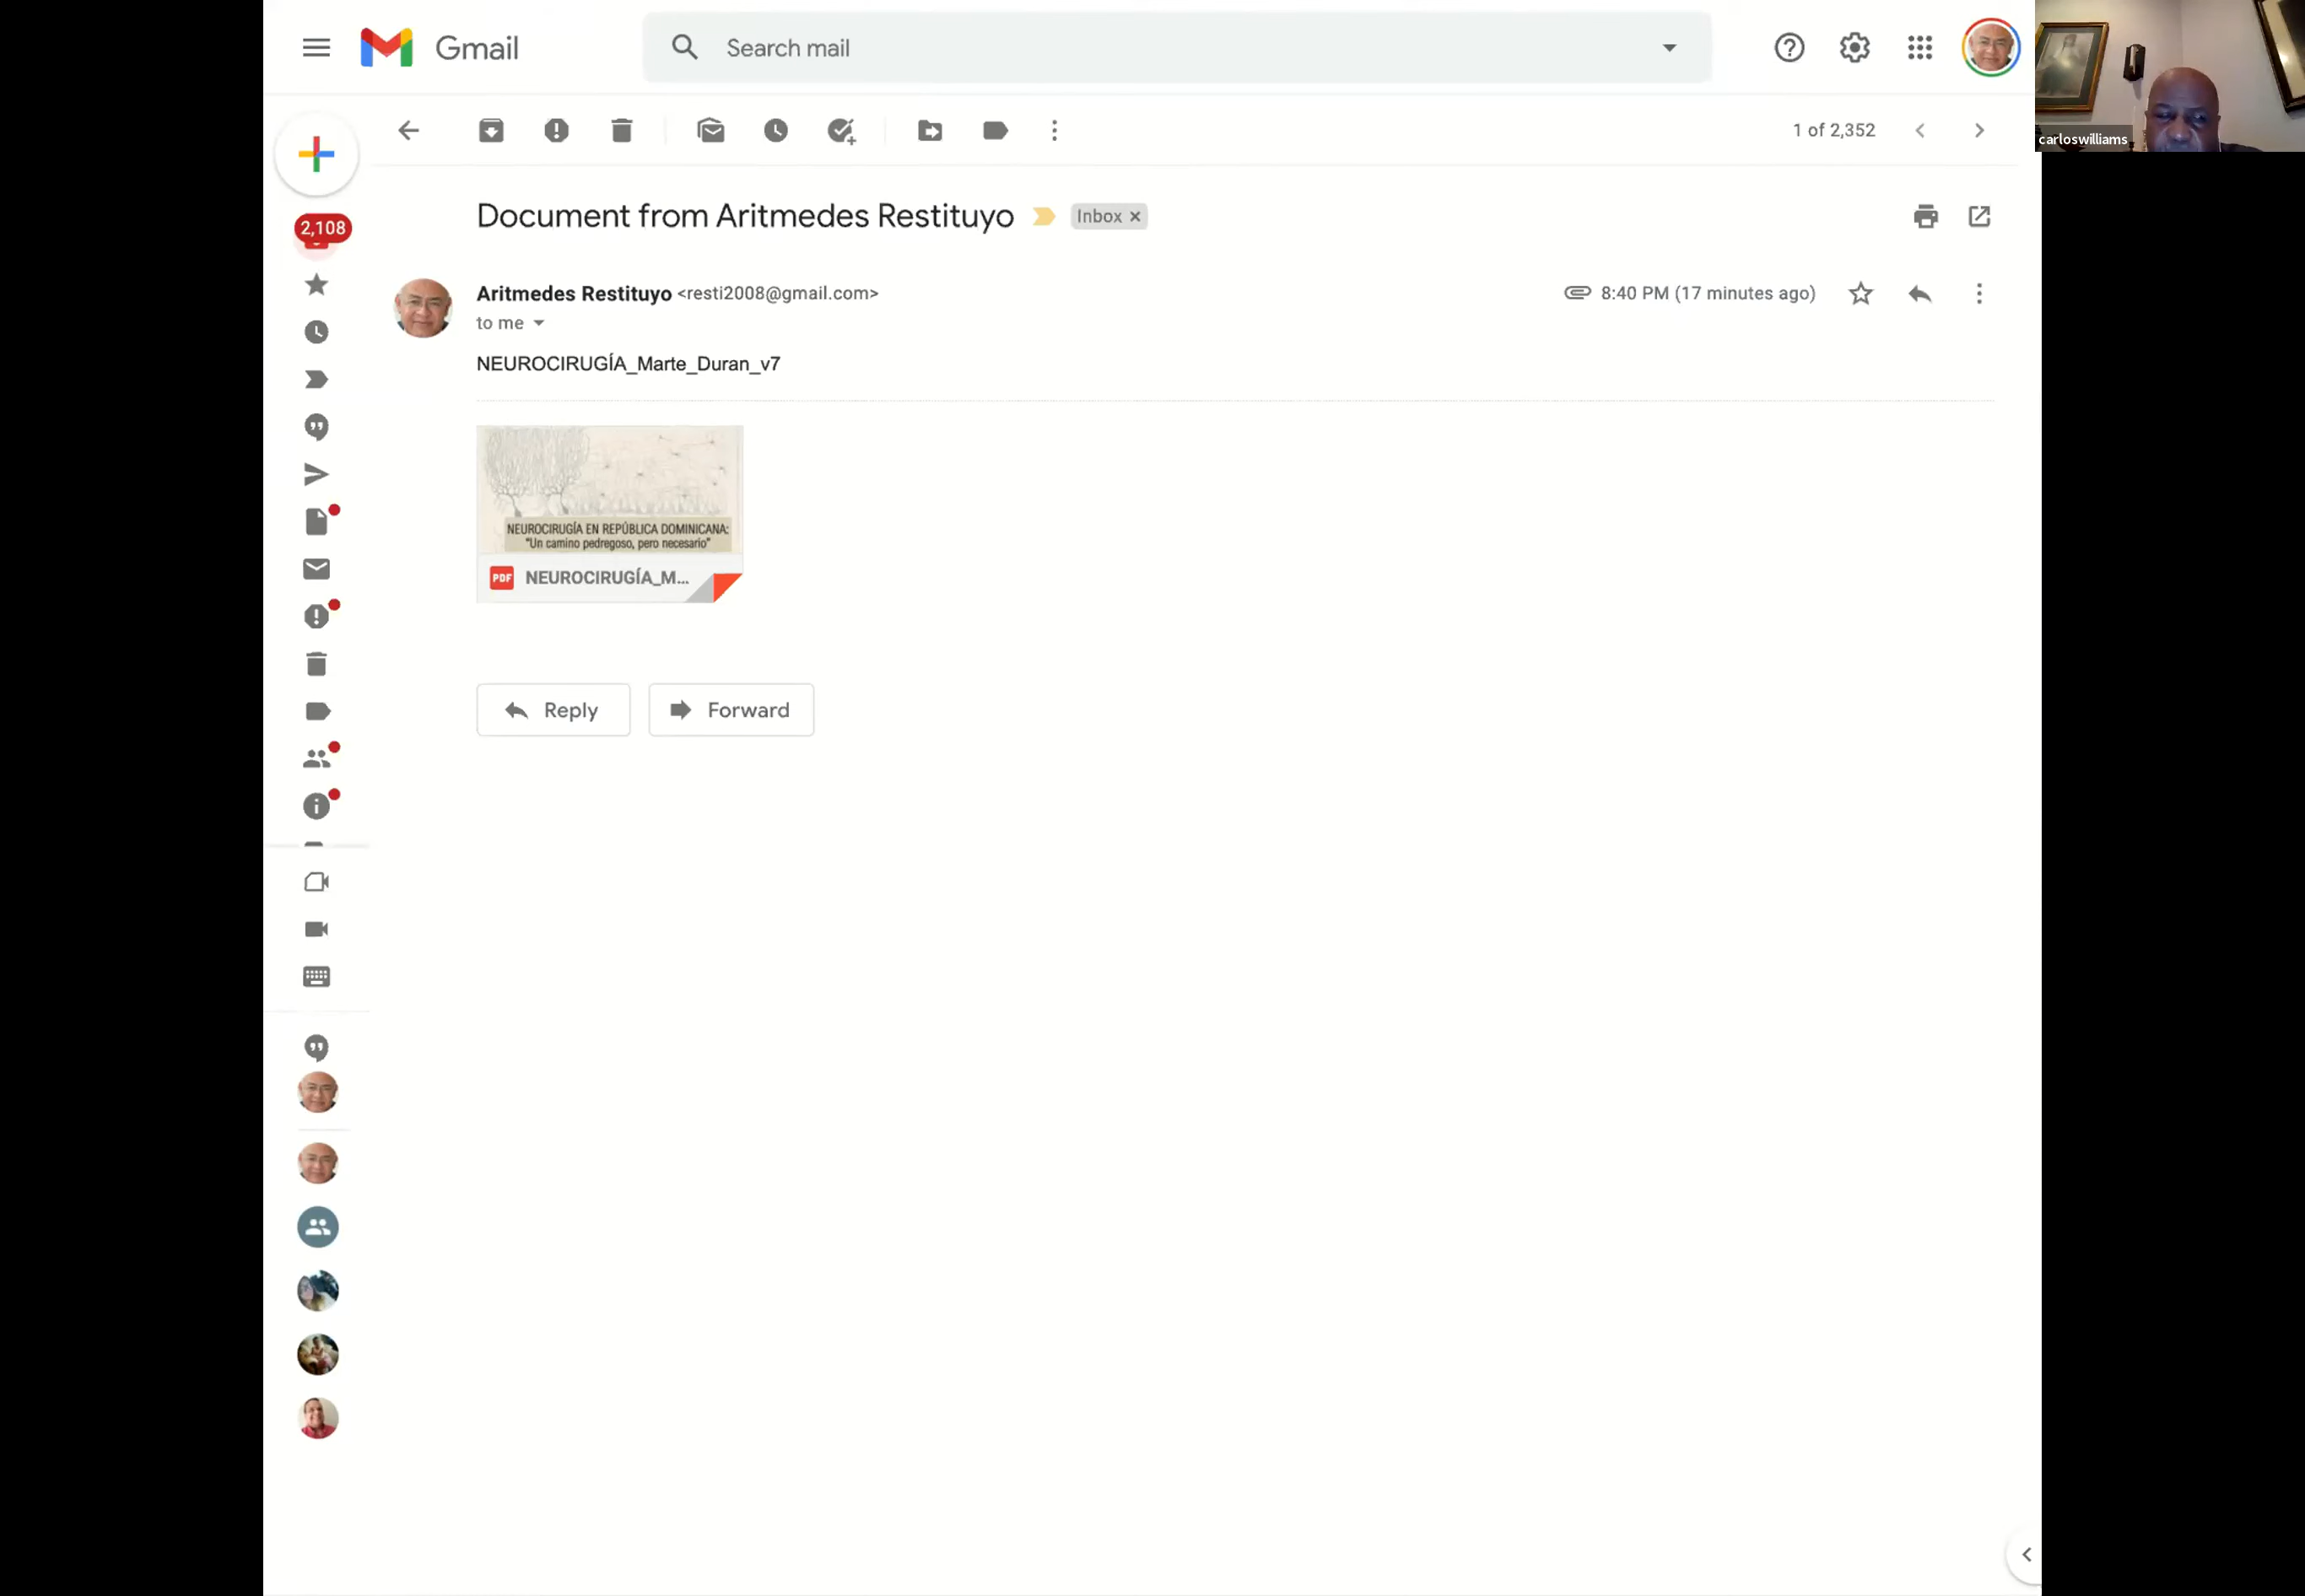 Gmail
Search mail
carloswilliams
1 of 2,352
2,108
Document from Aritmedes Restituyo
Inbox ×
Aritmedes Restituyo <resti2008@gmail.com>
8:40 PM (17 minutes ago)
to me
NEUROCIRUGÍA_Marte_Duran_v7
NEUROCIRUGÍA EN REPÚBLICA DOMINICANA:
"Un camino pedregoso, pero necesario"
PDF NEUROCIRUGÍA_M...
Reply
Forward